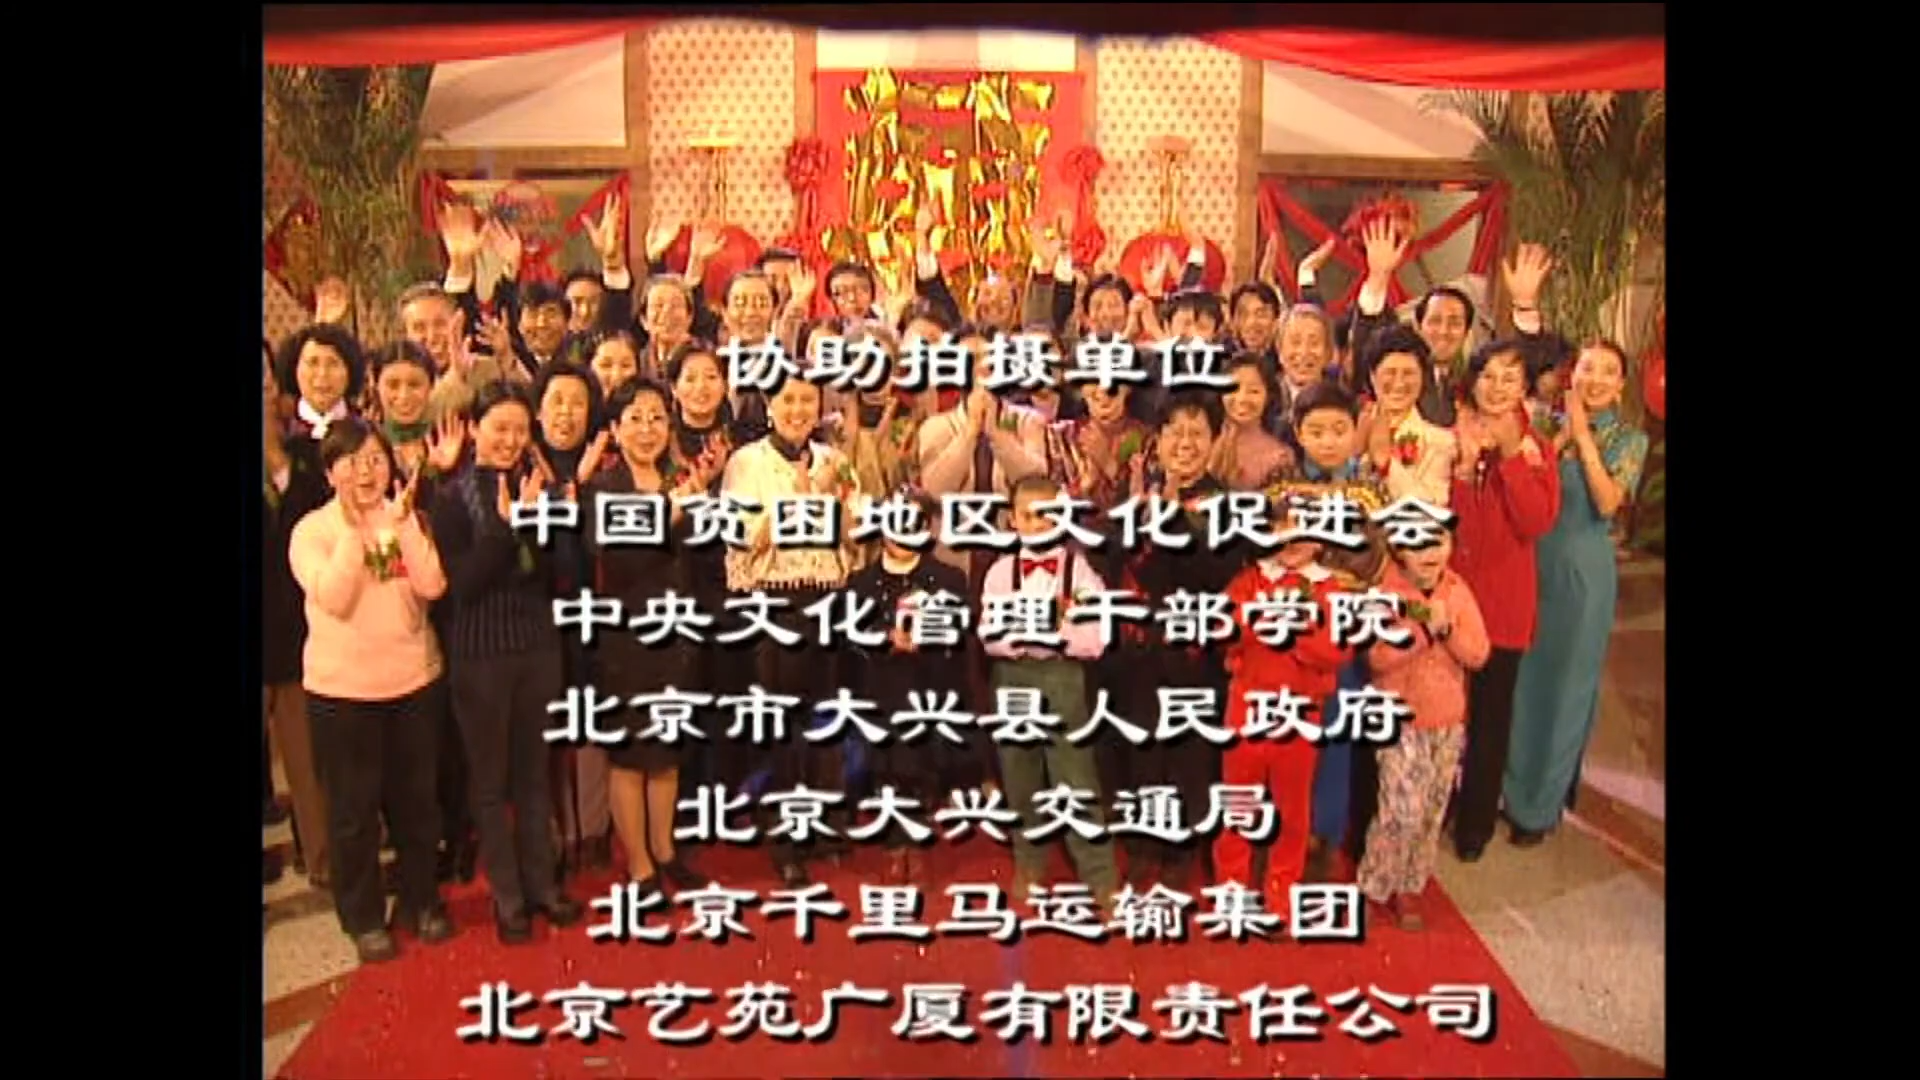 协助拍摄单位
中国贫困地区文化促进会
中央文化管理干部学院
北京市大兴县人民政府
北京大兴交通局
北京千里马运输集团
北京艺苑广厦有限责任公司